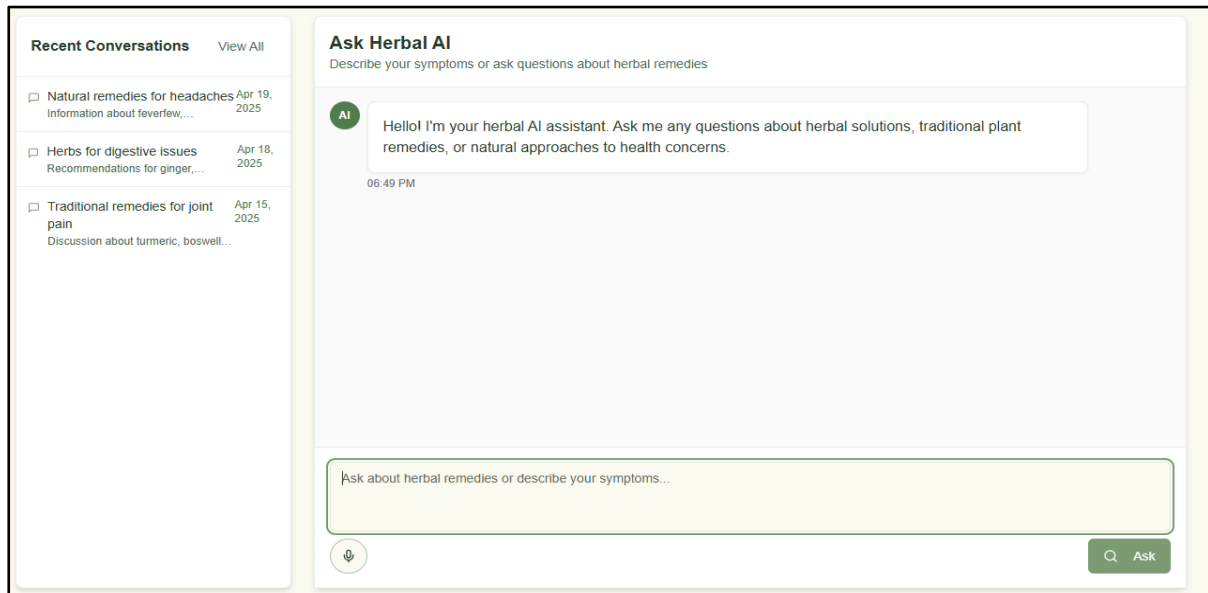 Recent Conversations View All
Natural remedies for headaches Apr 19,
2025
Information about feverfew,...
Herbs for digestive issues Apr 18,
2025
Recommendations for ginger,...
Traditional remedies for joint Apr 15,
pain 2025
Discussion about turmeric, boswell...
Ask Herbal AI
Describe your symptoms or ask questions about herbal remedies
AI
Hello! I'm your herbal AI assistant. Ask me any questions about herbal solutions, traditional plant
remedies, or natural approaches to health concerns.
06:49 PM
Ask about herbal remedies or describe your symptoms...
Ask